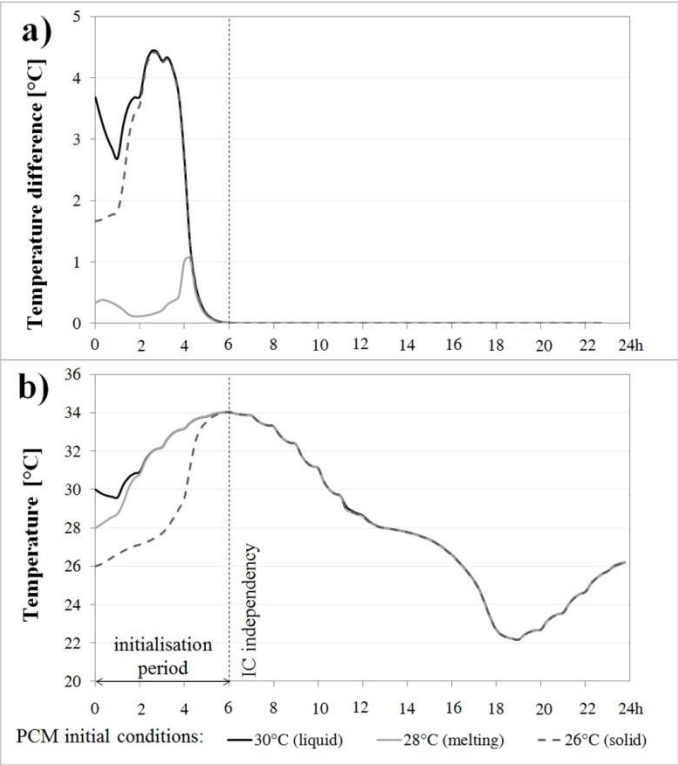 a)
Temperature difference [°C]
5
4
3
2
1
0
0 2 4 6 8 10 12 14 16 18 20 22 24h
b)
Temperature [°C]
36
34
32
30
28
26
24
22
20
initialisation
period
IC independency
0 2 4 6 8 10 12 14 16 18 20 22 24h
PCM initial conditions: 30°C (liquid) 28°C (melting) 26°C (solid)